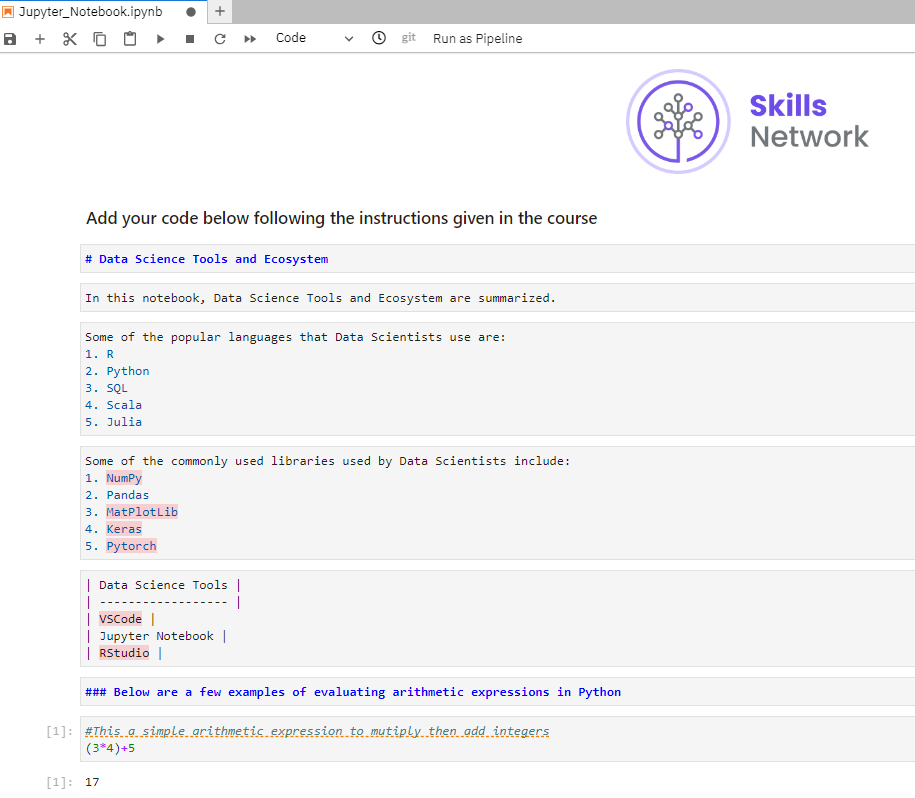 Jupyter_Notebook.ipynb
Code git Run as Pipeline
Skills
Network
Add your code below following the instructions given in the course
# Data Science Tools and Ecosystem
In this notebook, Data Science Tools and Ecosystem are summarized.
Some of the popular languages that Data Scientists use are:
1. R
2. Python
3. SQL
4. Scala
5. Julia
Some of the commonly used libraries used by Data Scientists include:
1. NumPy
2. Pandas
3. MatPlotLib
4. Keras
5. Pytorch
| Data Science Tools |
| ------------------ |
| VSCode |
| Jupyter Notebook |
| RStudio |
### Below are a few examples of evaluating arithmetic expressions in Python
[1]: #This a simple arithmetic expression to mutiply then add integers
(3*4)+5
[1]: 17